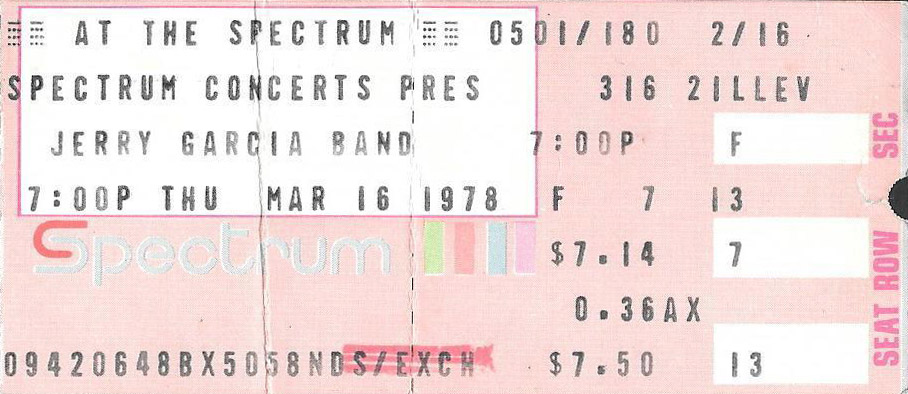 AT THE SPECTRUM 0501/180 2/16
SPECTRUM CONCERTS PRES 316 21LLEV
JERRY GARCIA BAND 7:00P F SEC
7:00P THU MAR 16 1978 F 7 13
Spectrum $7.14 7
0.36AX SEAT ROW
09420648BX5058NDS/EXCH $7.50 13